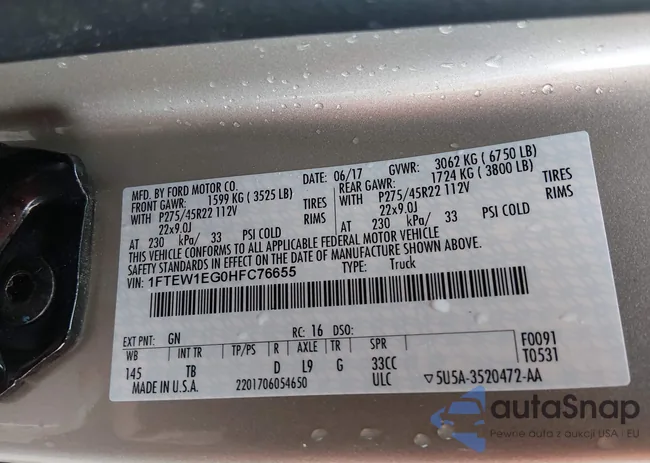 MFD. BY FORD MOTOR CO.
DATE: 06/17 GVWR: 3062 KG ( 6750 LB)
FRONT GAWR: 1599 KG ( 3525 LB)
REAR GAWR: 1724 KG ( 3800 LB)
WITH P275/45R22 112V TIRES
WITH P275/45R22 112V TIRES
22x9.0J RIMS
22x9.0J RIMS
AT 230 kPa/ 33 PSI COLD
AT 230 kPa/ 33 PSI COLD
THIS VEHICLE CONFORMS TO ALL APPLICABLE FEDERAL MOTOR VEHICLE
SAFETY STANDARDS IN EFFECT ON THE DATE OF MANUFACTURE SHOWN ABOVE.
VIN: 1FTEW1EG0HFC76655 TYPE: Truck
EXT PNT: GN RC: 16 DSO: F0091
WB INT TR TP/PS R AXLE TR SPR T0531
145 TB D L9 G 33CC
MADE IN U.S.A. 2201706054650 ULC ▽5U5A-3520472-AA
autaSnap
Pewne auta z aukcji USA - EU